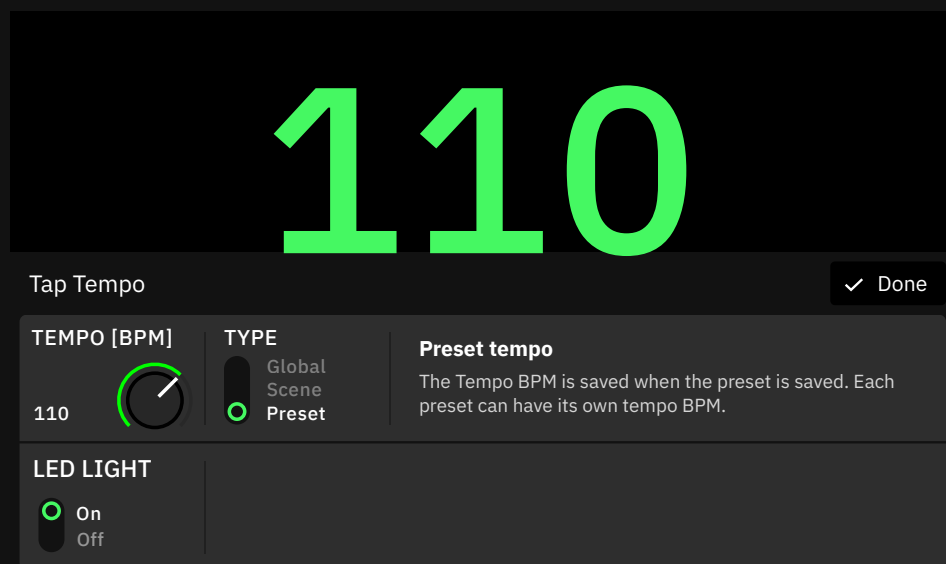 110
Tap Tempo
Done
TEMPO [BPM]
110
TYPE
Global
Scene
Preset
Preset tempo
The Tempo BPM is saved when the preset is saved. Each
preset can have its own tempo BPM.
LED LIGHT
On
Off